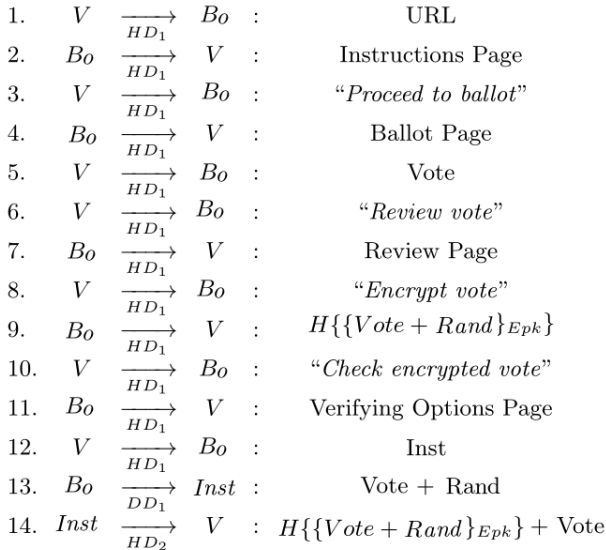 1. V →HD1 Bo : URL
2. Bo →HD1 V : Instructions Page
3. V →HD1 Bo : “Proceed to ballot”
4. Bo →HD1 V : Ballot Page
5. V →HD1 Bo : Vote
6. V →HD1 Bo : “Review vote”
7. Bo →HD1 V : Review Page
8. V →HD1 Bo : “Encrypt vote”
9. Bo →HD1 V : H{{Vote + Rand}Epk}
10. V →HD1 Bo : “Check encrypted vote”
11. Bo →HD1 V : Verifying Options Page
12. V →HD1 Bo : Inst
13. Bo →DD1 Inst : Vote + Rand
14. Inst →HD2 V : H{{Vote + Rand}Epk} + Vote